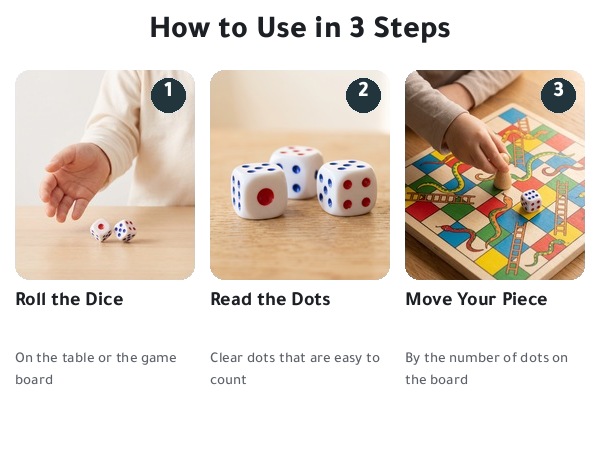 How to Use in 3 Steps
1
2
3
Roll the Dice
Read the Dots
Move Your Piece
On the table or the game
board
Clear dots that are easy to
count
By the number of dots on
the board